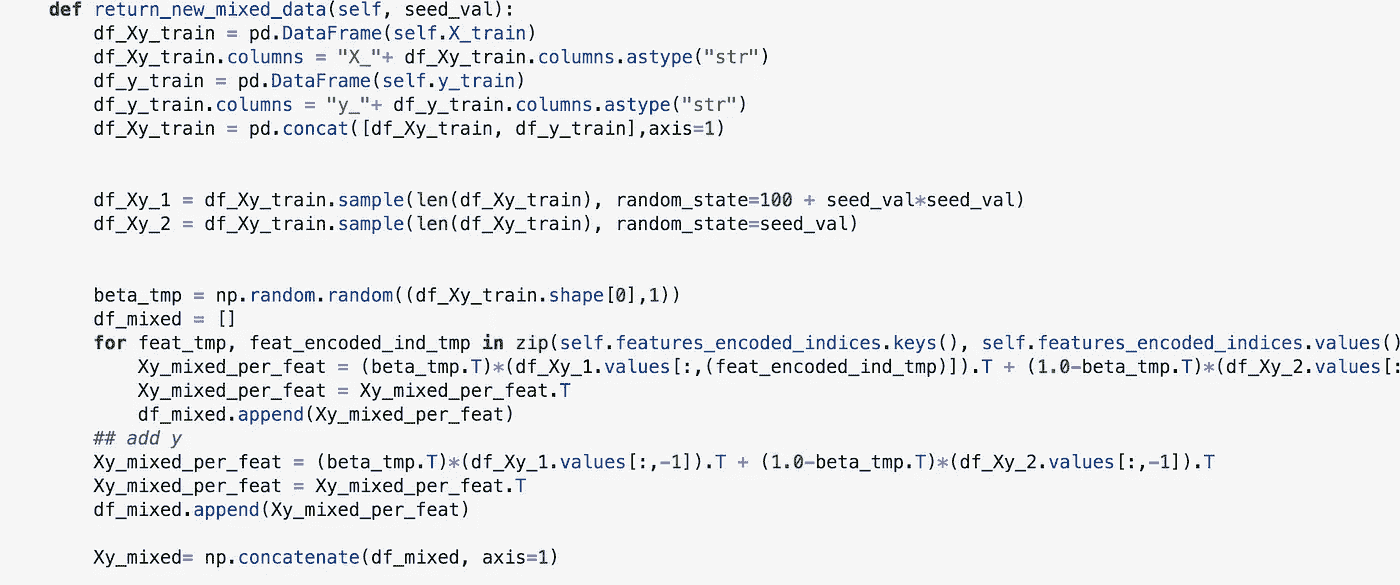 def return_new_mixed_data(self, seed_val):
    df_Xy_train = pd.DataFrame(self.X_train)
    df_Xy_train.columns = "X_"+ df_Xy_train.columns.astype("str")
    df_y_train = pd.DataFrame(self.y_train)
    df_y_train.columns = "y_"+ df_y_train.columns.astype("str")
    df_Xy_train = pd.concat([df_Xy_train, df_y_train],axis=1)
    df_Xy_1 = df_Xy_train.sample(len(df_Xy_train), random_state=100 + seed_val*seed_val)
    df_Xy_2 = df_Xy_train.sample(len(df_Xy_train), random_state=seed_val)
    beta_tmp = np.random.random((df_Xy_train.shape[0],1))
    df_mixed = []
    for feat_tmp, feat_encoded_ind_tmp in zip(self.features_encoded_indices.keys(), self.features_encoded_indices.values()
        Xy_mixed_per_feat = (beta_tmp.T)*(df_Xy_1.values[:,(feat_encoded_ind_tmp)]).T + (1.0-beta_tmp.T)*(df_Xy_2.values[:
        Xy_mixed_per_feat = Xy_mixed_per_feat.T
        df_mixed.append(Xy_mixed_per_feat)
    ## add y
    Xy_mixed_per_feat = (beta_tmp.T)*(df_Xy_1.values[:,-1]).T + (1.0-beta_tmp.T)*(df_Xy_2.values[:,-1]).T
    Xy_mixed_per_feat = Xy_mixed_per_feat.T
    df_mixed.append(Xy_mixed_per_feat)
    Xy_mixed= np.concatenate(df_mixed, axis=1)